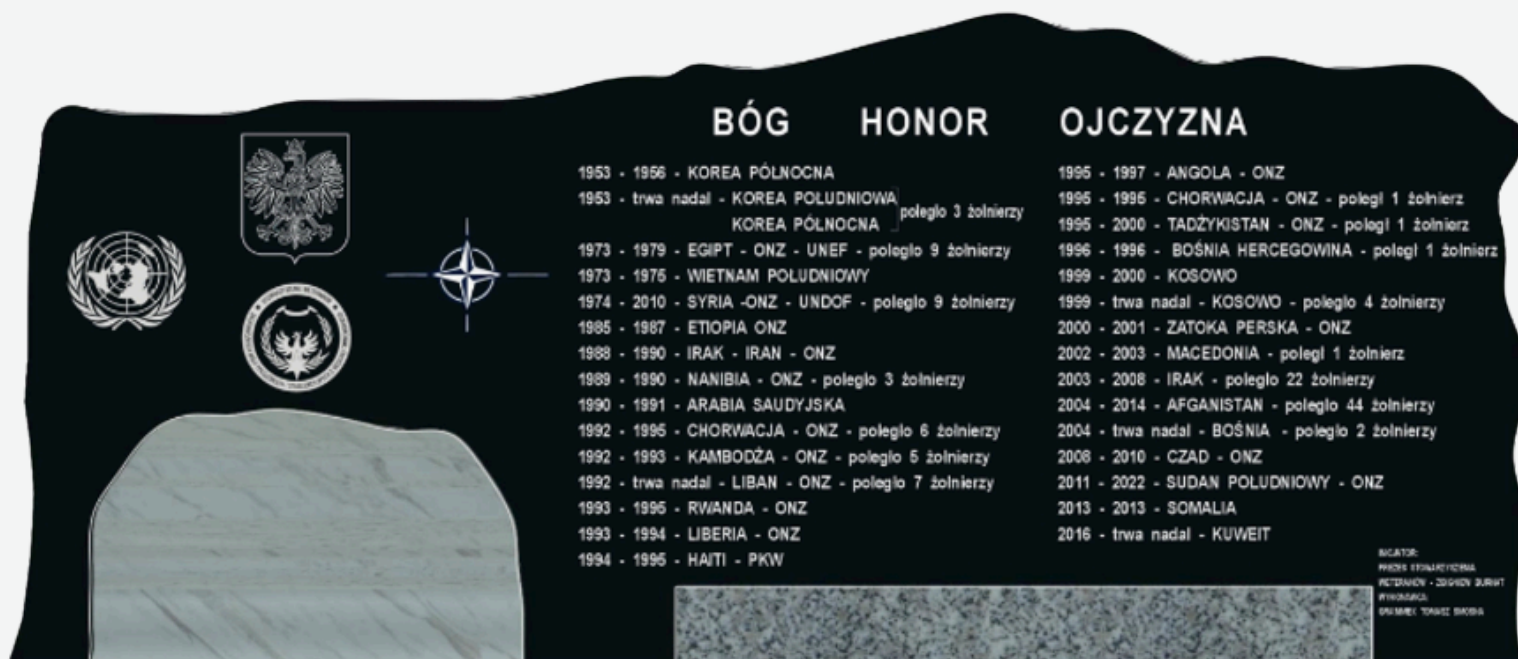 BÓG HONOR OJCZYZNA
1953 - 1956 - KOREA PÓLNOCNA
1953 - trwa nadal - KOREA POLUDNIOWA
KOREA PÓLNOCNA
poleglo 3 żolnierzy
1973 - 1979 - EGIPT - ONZ - UNEF - poleglo 9 żolnierzy
1973 - 1975 - WIETNAM POLUDNIOWY
1974 - 2010 - SYRIA -ONZ - UNDOF - poleglo 9 żolnierzy
1985 - 1987 - ETIOPIA ONZ
1988 - 1990 - IRAK - IRAN - ONZ
1989 - 1990 - NANIBIA - ONZ - poleglo 3 żolnierzy
1990 - 1991 - ARABIA SAUDYJSKA
1992 - 1995 - CHORWACJA - ONZ - poleglo 6 żolnierzy
1992 - 1993 - KAMBODŻA - ONZ - poleglo 5 żolnierzy
1992 - trwa nadal - LIBAN - ONZ - poleglo 7 żolnierzy
1993 - 1995 - RWANDA - ONZ
1993 - 1994 - LIBERIA - ONZ
1994 - 1995 - HAITI - PKW
1995 - 1997 - ANGOLA - ONZ
1995 - 1995 - CHORWACJA - ONZ - polegl 1 żolnierz
1995 - 2000 - TADŻYKISTAN - ONZ - polegl 1 żolnierz
1996 - 1996 - BOŚNIA HERCEGOWINA - polegl 1 żolnierz
1999 - 2000 - KOSOWO
1999 - trwa nadal - KOSOWO - poleglo 4 żolnierzy
2000 - 2001 - ZATOKA PERSKA - ONZ
2002 - 2003 - MACEDONIA - polegl 1 żolnierz
2003 - 2008 - IRAK - poleglo 22 żolnierzy
2004 - 2014 - AFGANISTAN - poleglo 44 żolnierzy
2004 - trwa nadal - BOŚNIA - poleglo 2 żolnierzy
2008 - 2010 - CZAD - ONZ
2011 - 2022 - SUDAN POLUDNIOWY - ONZ
2013 - 2013 - SOMALIA
2016 - trwa nadal - KUWEIT